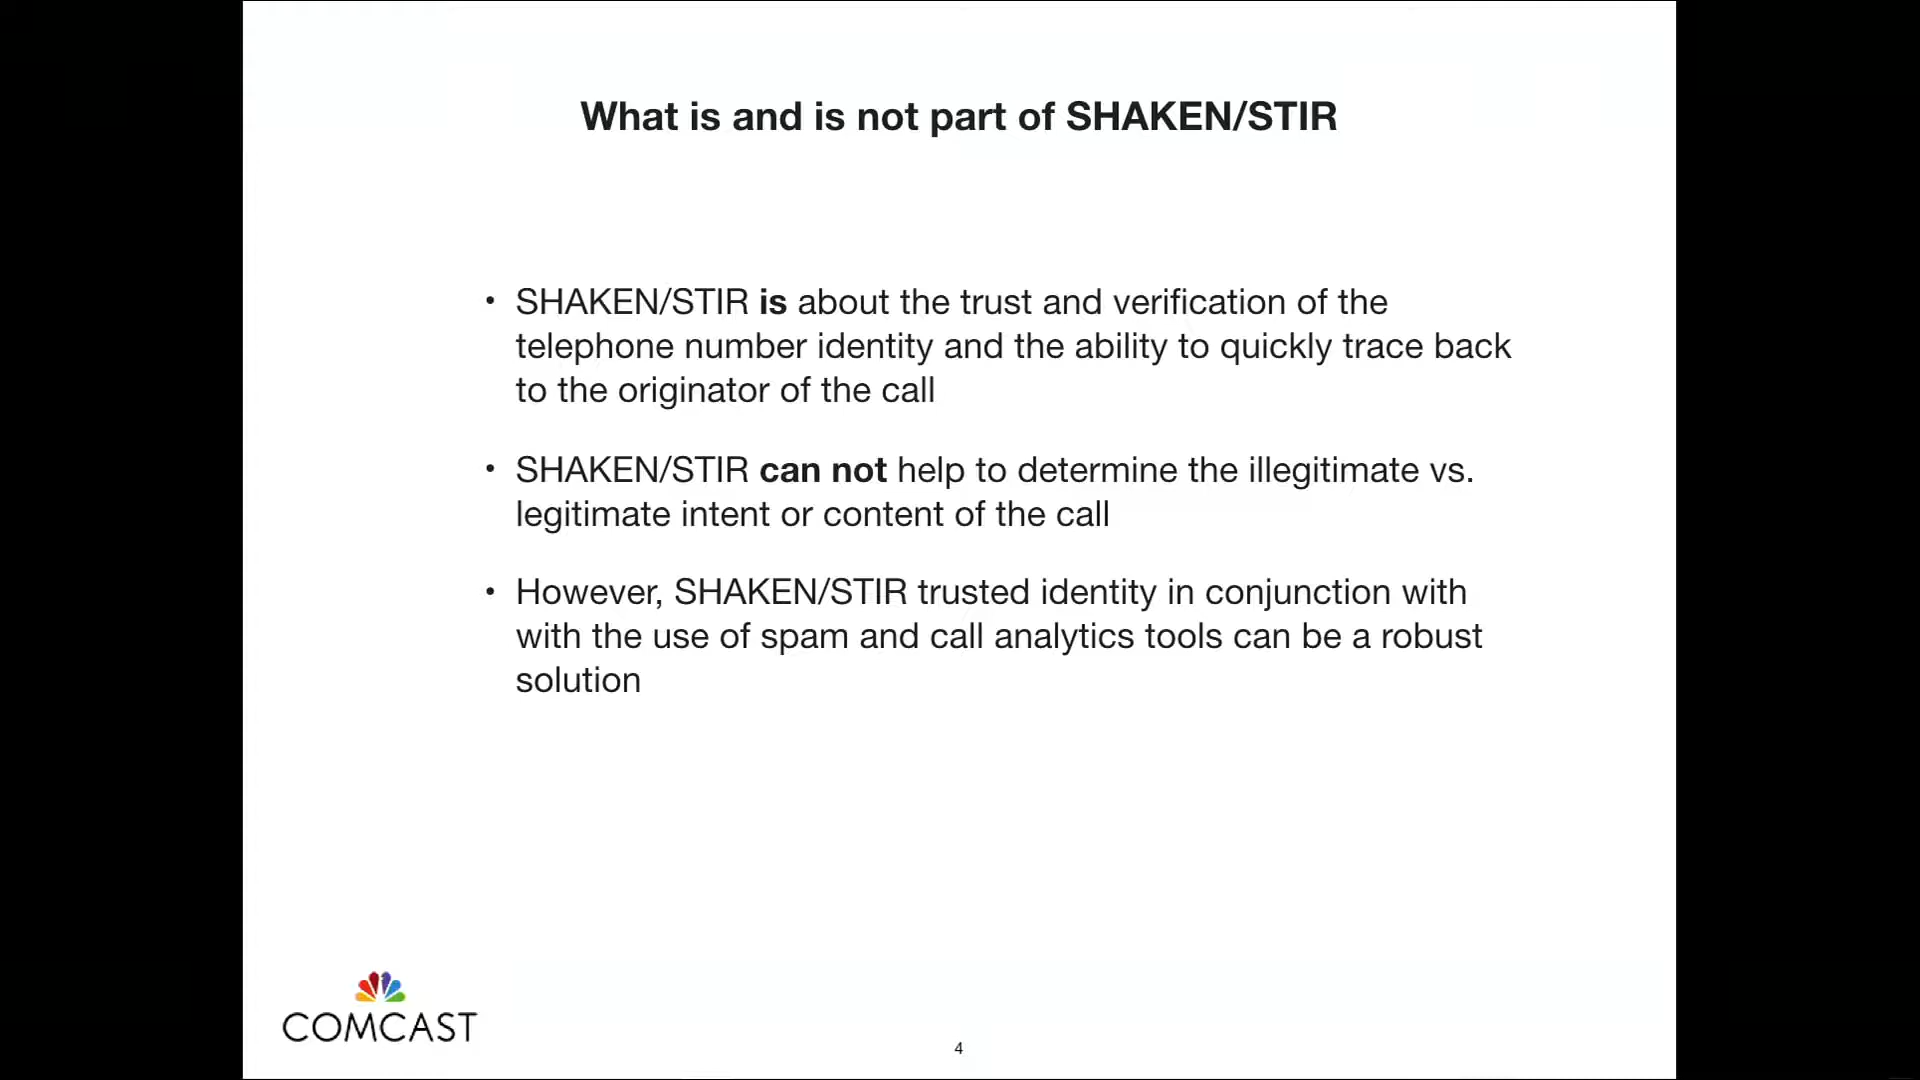 What is and is not part of SHAKEN/STIR
• SHAKEN/STIR is about the trust and verification of the
telephone number identity and the ability to quickly trace back
to the originator of the call
• SHAKEN/STIR can not help to determine the illegitimate vs.
legitimate intent or content of the call
• However, SHAKEN/STIR trusted identity in conjunction with
with the use of spam and call analytics tools can be a robust
solution
COMCAST
4